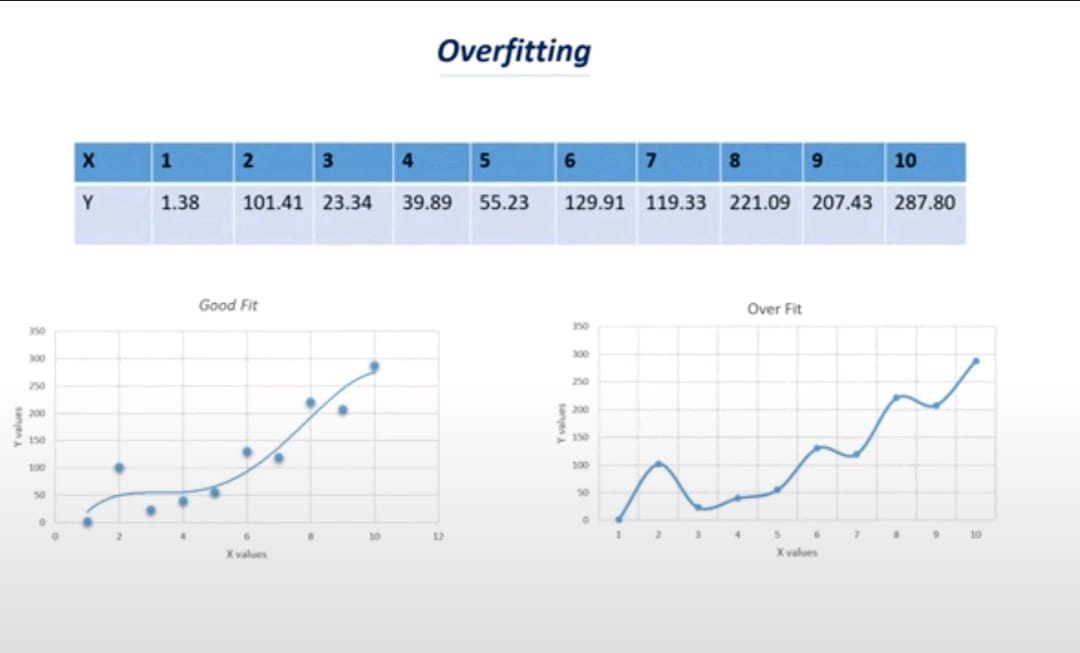 Overfitting
X 1 2 3 4 5 6 7 8 9 10
Y 1.38 101.41 23.34 39.89 55.23 129.91 119.33 221.09 207.43 287.80
Good Fit
350
300
250
200
150
100
50
0
Y values
0 2 4 6 8 10 12
X values
Over Fit
350
300
250
200
150
100
50
0
Y values
1 2 3 4 5 6 7 8 9 10
X values